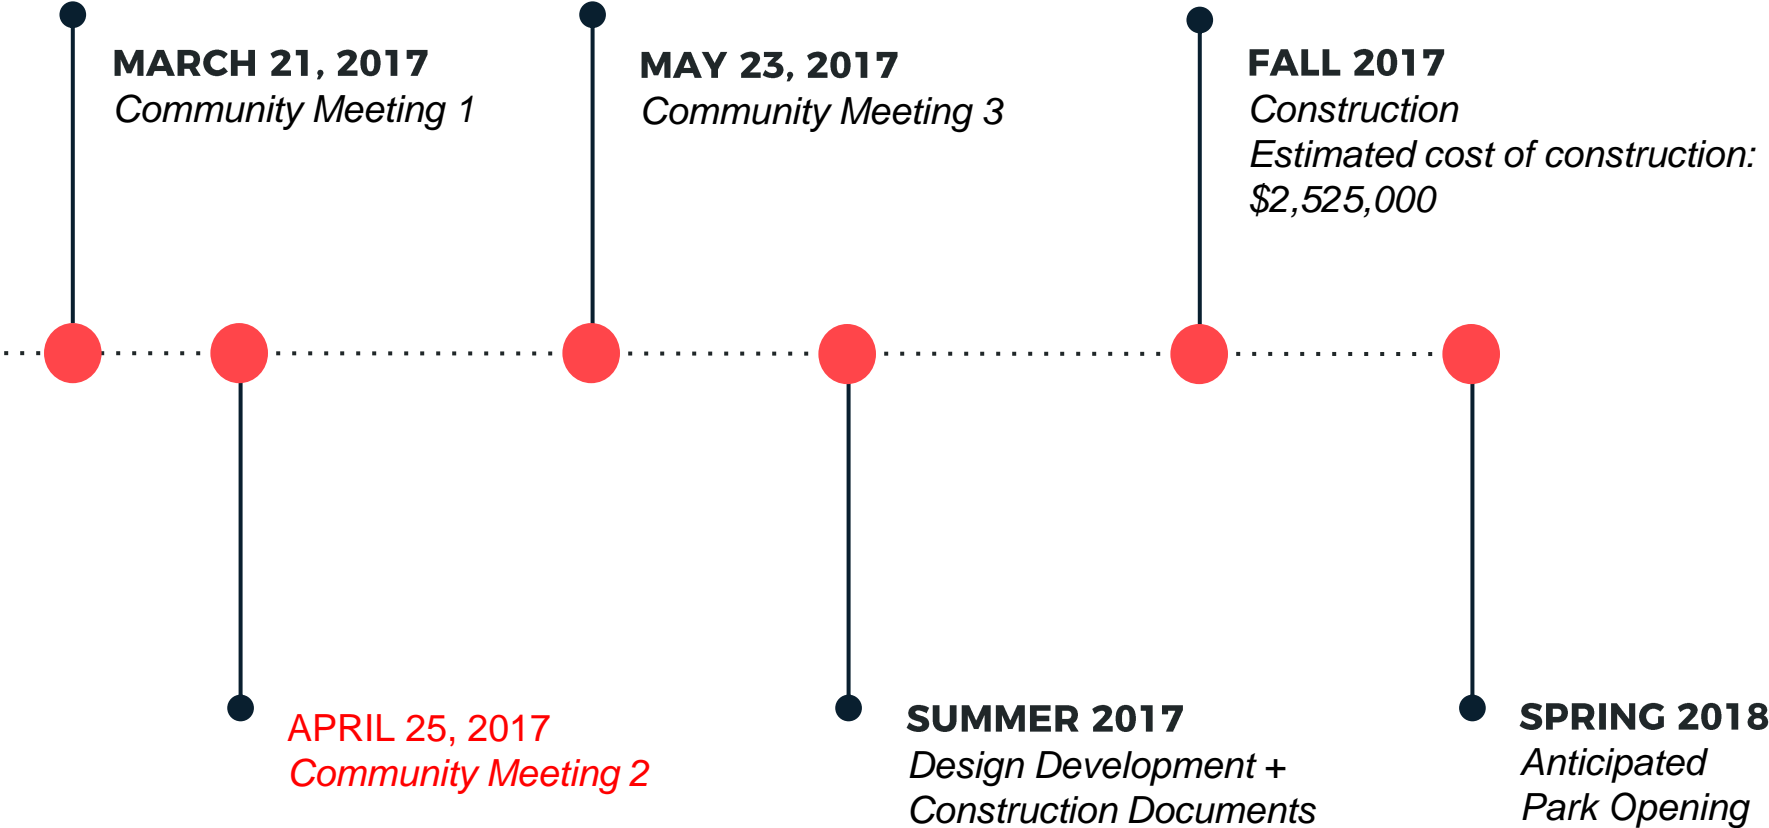 MARCH 21, 2017
Community Meeting 1
MAY 23, 2017
Community Meeting 3
FALL 2017
Construction
Estimated cost of construction:
$2,525,000
APRIL 25, 2017
Community Meeting 2
SUMMER 2017
Design Development +
Construction Documents
SPRING 2018
Anticipated
Park Opening